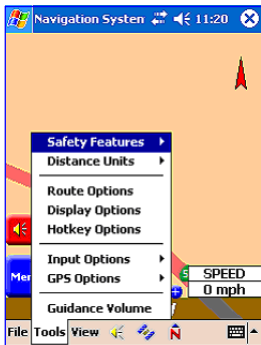 Navigation Systen 11:20
Safety Features
Distance Units
Route Options
Display Options
Hotkey Options
Input Options
GPS Options
Guidance Volume
SPEED
0 mph
File Tools View